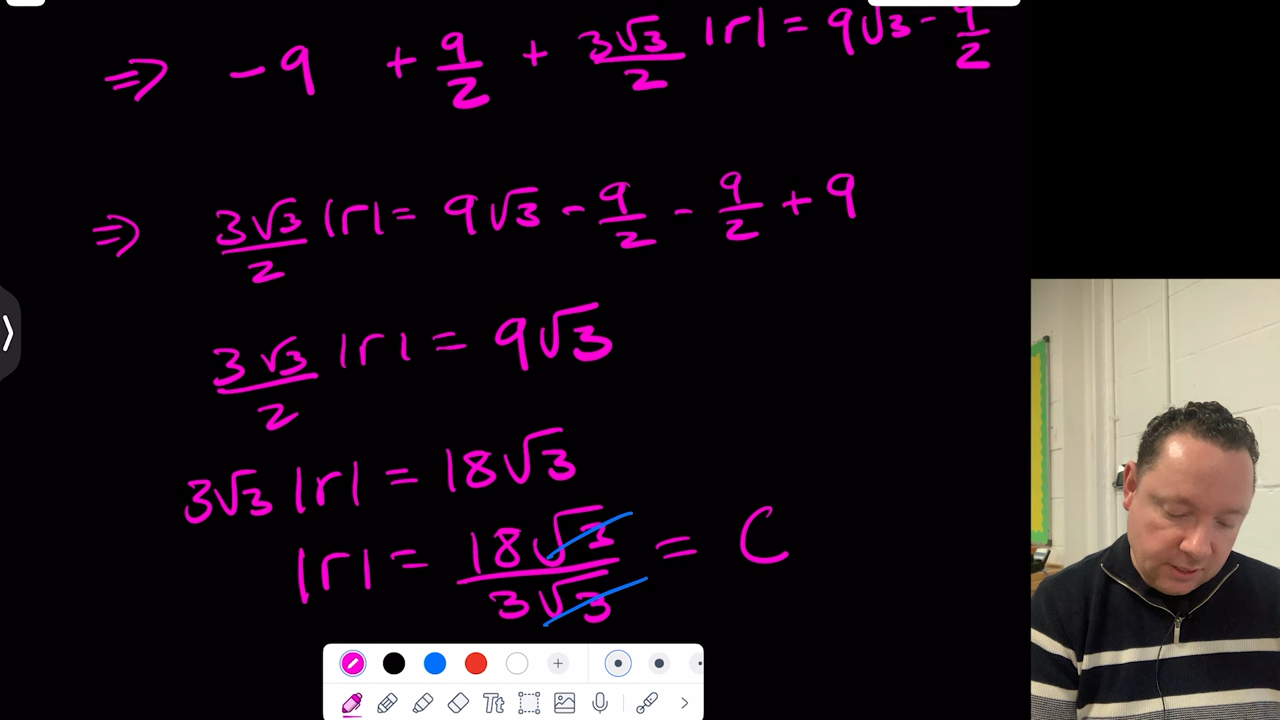 ⇒ -9 + 9/2 + 3√3/2 |r| = 9√3 - 9/2
⇒ 3√3/2 |r| = 9√3 - 9/2 - 9/2 + 9
3√3/2 |r| = 9√3
3√3 |r| = 18√3
|r| = 18√3/3√3 = C
Tt